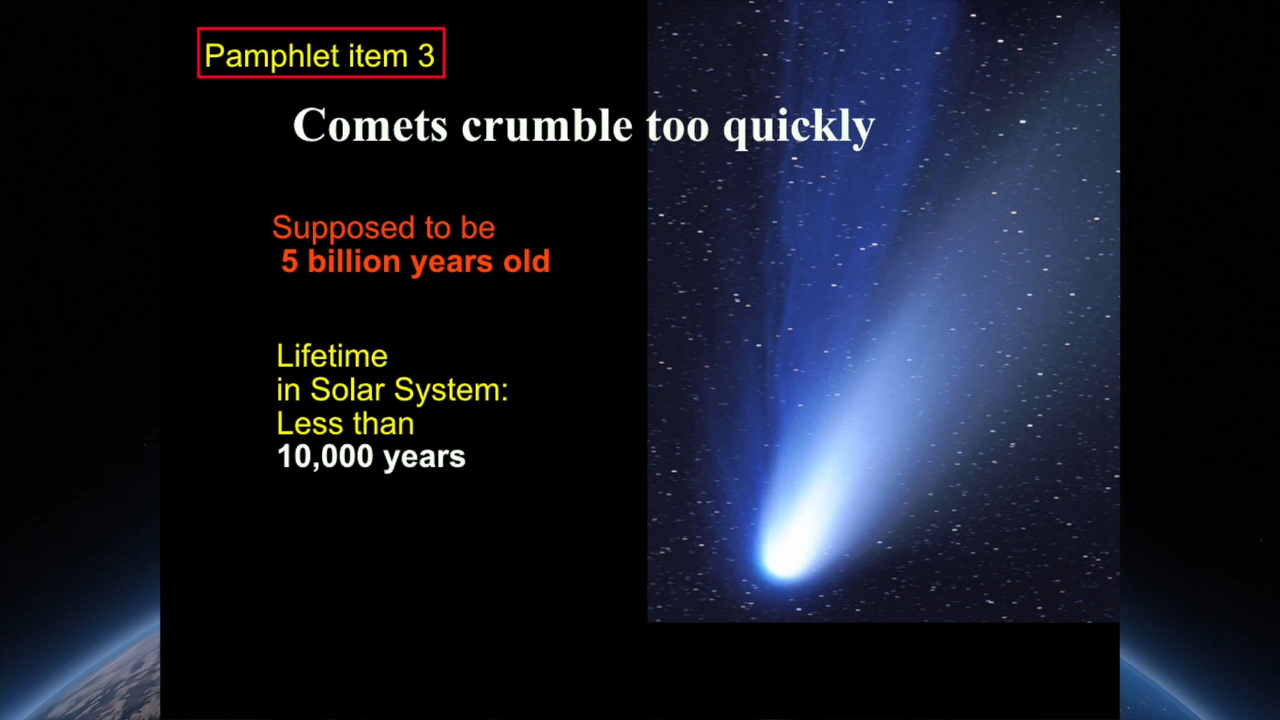 Pamphlet item 3
Comets crumble too quickly
Supposed to be
5 billion years old
Lifetime
in Solar System:
Less than
10,000 years